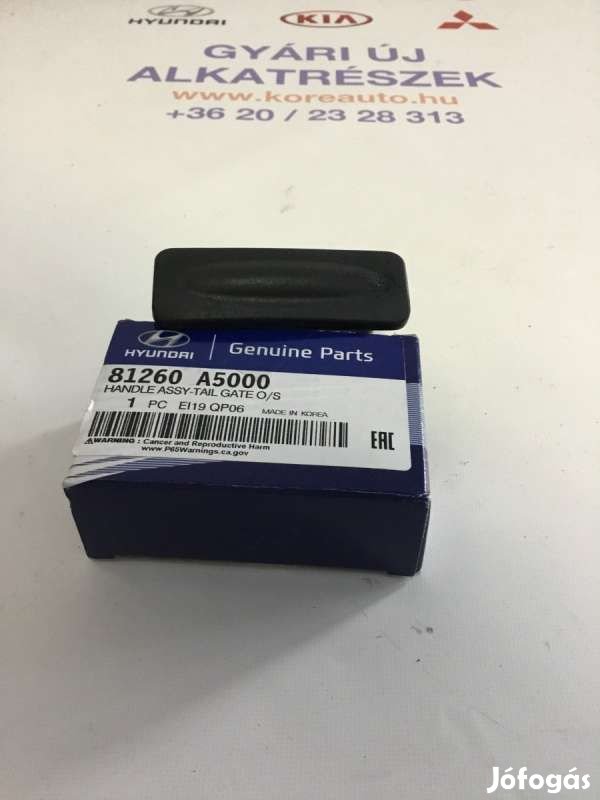 HYUNDAI
KIA
MITSUBISHI
GYÁRI ÚJ
ALKATRÉSZEK
www.koreauto.hu
+36 20 / 23 28 313
HYUNDAI
Genuine Parts
81260 A5000
HANDLE ASSY-TAIL GATE O/S
1 PC EI19 QP06 MADE IN KOREA
WARNING : Cancer and Reproductive Harm
www.P65Warnings.ca.gov
EAC
Jófogás